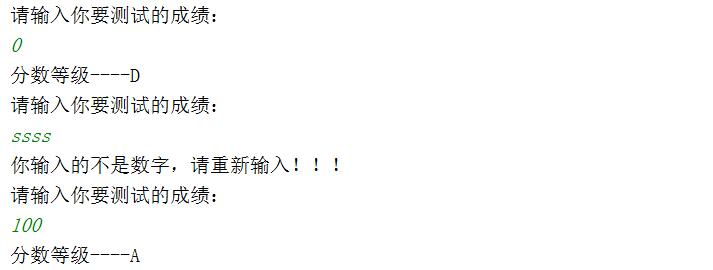 请输入你要测试的成绩：
0
分数等级----D
请输入你要测试的成绩：
ssss
你输入的不是数字，请重新输入！！！
请输入你要测试的成绩：
100
分数等级----A